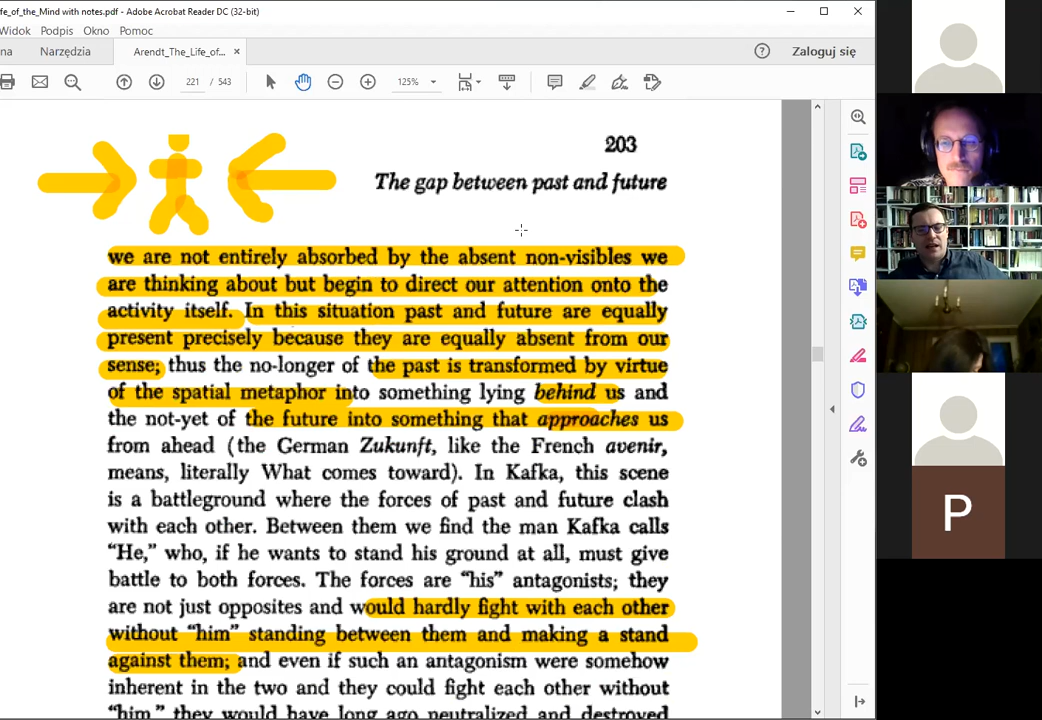 fe_of_the_Mind with notes.pdf - Adobe Acrobat Reader DC (32-bit)
Widok Podpis Okno Pomoc
na Narzędzia Arendt_The_Life_of... × Zaloguj się
221 / 543 125%
203
The gap between past and future
we are not entirely absorbed by the absent non-visibles we
are thinking about but begin to direct our attention onto the
activity itself. In this situation past and future are equally
present precisely because they are equally absent from our
sense; thus the no-longer of the past is transformed by virtue
of the spatial metaphor into something lying behind us and
the not-yet of the future into something that approaches us
from ahead (the German Zukunft, like the French avenir,
means, literally What comes toward). In Kafka, this scene
is a battleground where the forces of past and future clash
with each other. Between them we find the man Kafka calls
“He,” who, if he wants to stand his ground at all, must give
battle to both forces. The forces are “his” antagonists; they
are not just opposites and would hardly fight with each other
without “him” standing between them and making a stand
against them; and even if such an antagonism were somehow
inherent in the two and they could fight each other without
“him,” they would have long ago neutralized and destroyed
P